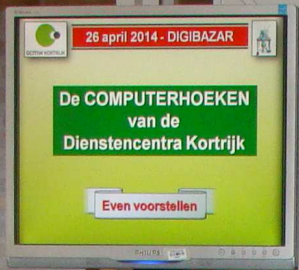 26 april 2014 - DIGIBAZAR
De COMPUTERHOEKEN
van de
Dienstencentra Kortrijk
Even voorstellen
PHILIPS